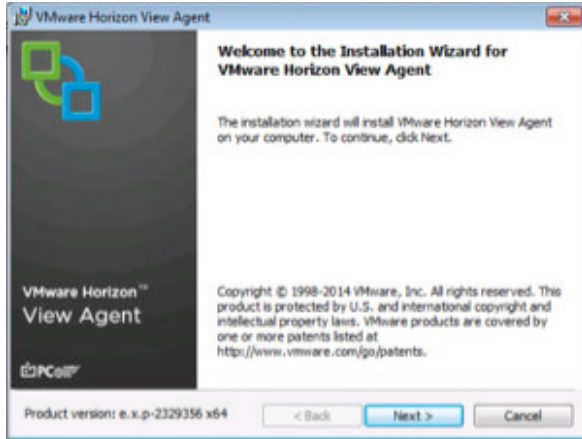 VMware Horizon View Agent
Welcome to the Installation Wizard for
VMware Horizon View Agent
The installation wizard will install VMware Horizon View Agent
on your computer. To continue, click Next.
VMware Horizon™
View Agent
Copyright © 1998-2014 VMware, Inc. All rights reserved. This
product is protected by U.S. and international copyright and
intellectual property laws. VMware products are covered by
one or more patents listed at
http://www.vmware.com/go/patents.
PCoIP
Product version: e.x.p-2329356 x64
< Back
Next >
Cancel